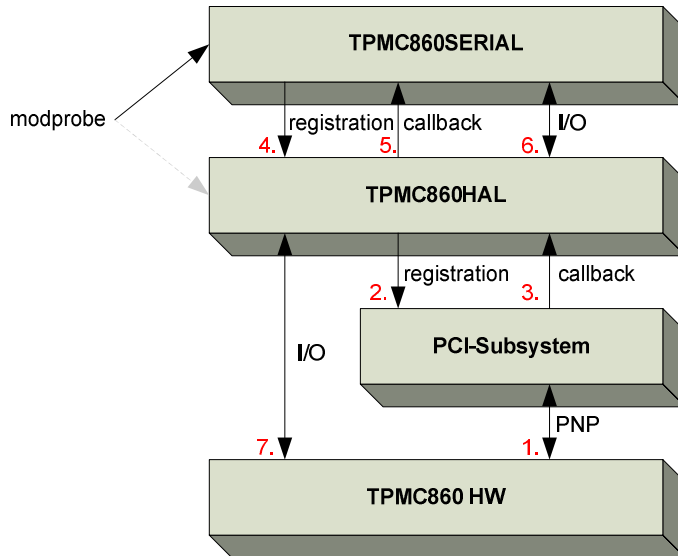 TPMC860SERIAL
modprobe
registration callback I/O
4. 5. 6.
TPMC860HAL
registration callback
2. 3.
PCI-Subsystem
I/O
PNP
7. 1.
TPMC860 HW